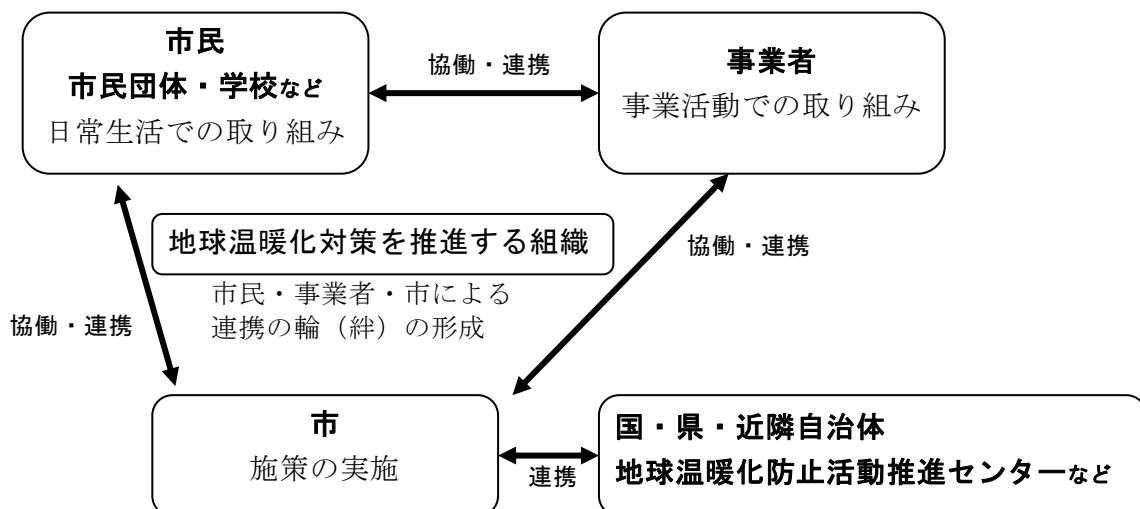 市民
市民団体・学校など
日常生活での取り組み
協働・連携
事業者
事業活動での取り組み
地球温暖化対策を推進する組織
市民・事業者・市による
連携の輪（絆）の形成
協働・連携
協働・連携
市
施策の実施
連携
国・県・近隣自治体
地球温暖化防止活動推進センターなど